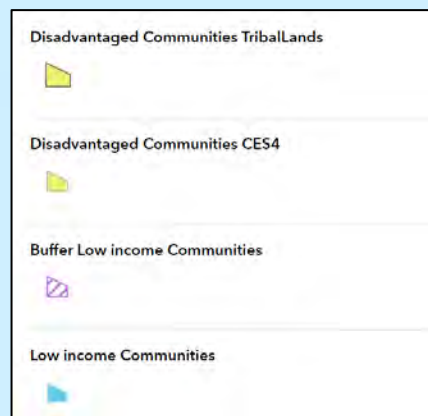 Disadvantaged Communities TribalLands
Disadvantaged Communities CES4
Buffer Low income Communities
Low income Communities